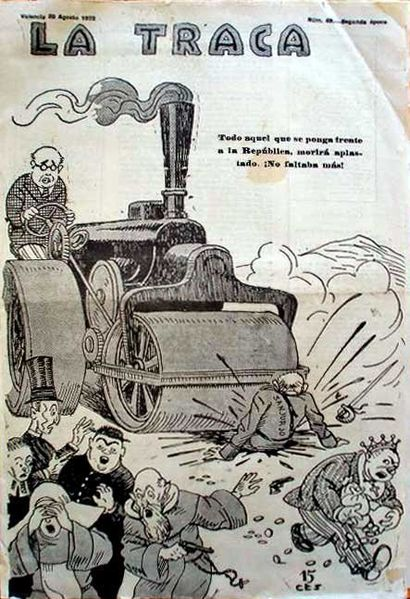 Valencia 20 Agosto 1932
Núm. 49.—Segunda época
LA TRACA
Todo aquel que se ponga frente
a la República, morirá aplas-
tado. ¡No faltaba más!
15
CTS